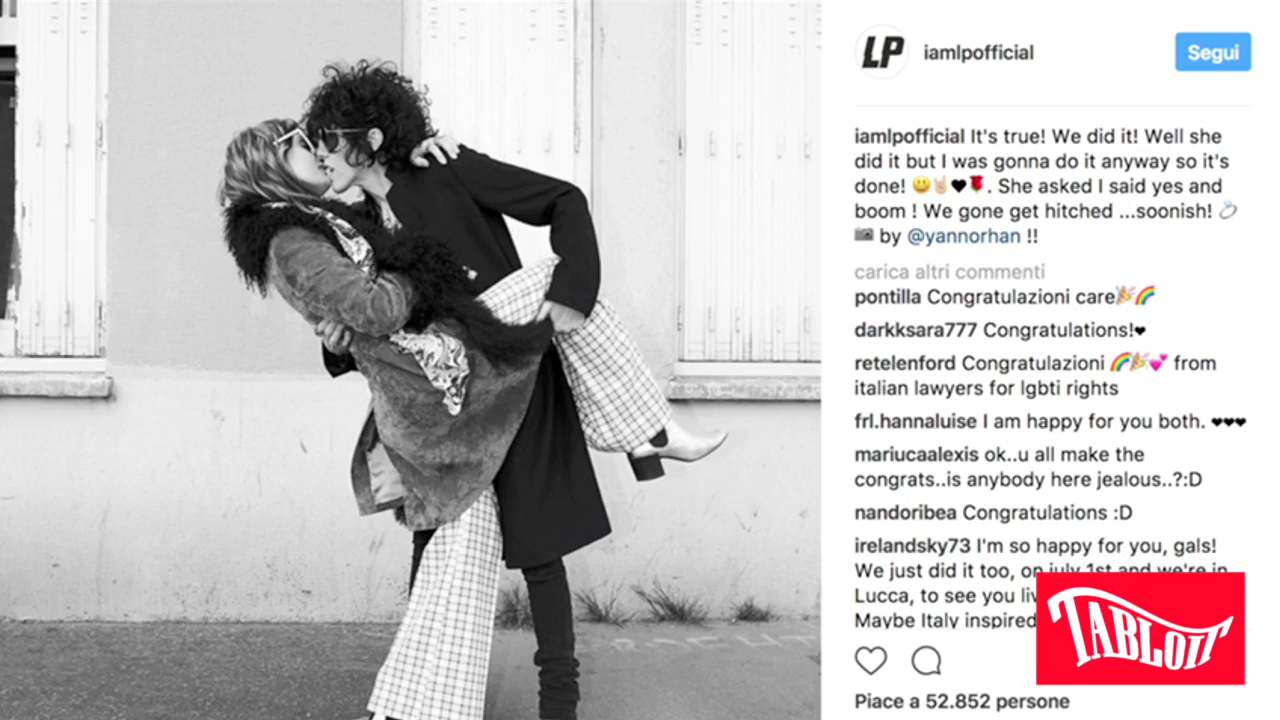 LP
iamlpofficial
Segui
iamlpofficial It's true! We did it! Well she
did it but I was gonna do it anyway so it's
done! 😀🤘🏻🖤🌹. She asked I said yes and
boom ! We gone get hitched ...soonish! 💍
📷 by @yannorhan !!
carica altri commenti
pontilla Congratulazioni care🎉🌈
darkksara777 Congratulations!❤
retelenford Congratulazioni 🌈🎉💕 from
italian lawyers for lgbti rights
frl.hannaluise I am happy for you both. ❤❤❤
mariucaalexis ok..u all make the
congrats..is anybody here jealous..?:D
nandoribea Congratulations :D
irelandsky73 I'm so happy for you, gals!
We just did it too, on july 1st and we're in
Lucca, to see you
Maybe Italy inspired
TABLOIT
Piace a 52.852 persone